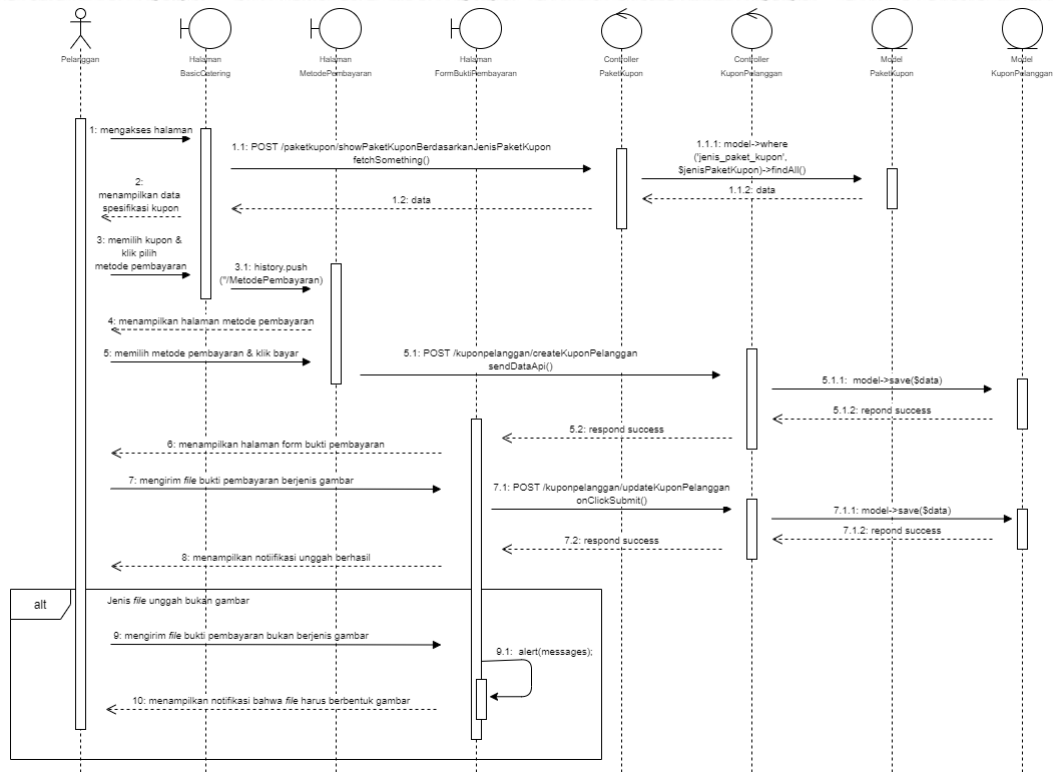 Pelanggan
Halaman
BasicCatering
Halaman
MetodePembayaran
Halaman
FormBuktiPembayaran
Controller
PaketKupon
Controller
KuponPelanggan
Model
PaketKupon
Model
KuponPelanggan
1: mengakses halaman
1.1: POST /paketkupon/showPaketKuponBerdasarkanJenisPaketKupon
fetchSomething()
1.1.1: model->where
('jenis_paket_kupon',
$jenisPaketKupon)->findAll()
1.1.2: data
1.2: data
2:
menampilkan data
spesifikasi kupon
3: memilih kupon &
klik pilih
metode pembayaran
3.1: history.push
("/MetodePembayaran)
4: menampilkan halaman metode pembayaran
5: memilih metode pembayaran & klik bayar
5.1: POST /kuponpelanggan/createKuponPelanggan
sendDataApi()
5.1.1: model->save($data)
5.1.2: repond success
5.2: respond success
6: menampilkan halaman form bukti pembayaran
7: mengirim file bukti pembayaran berjenis gambar
7.1: POST /kuponpelanggan/updateKuponPelanggan
onClickSubmit()
7.1.1: model->save($data)
7.1.2: repond success
7.2: respond success
8: menampilkan notiifikasi unggah berhasil
alt
Jenis file unggah bukan gambar
9: mengirim file bukti pembayaran bukan berjenis gambar
9.1: alert(messages);
10: menampilkan notifikasi bahwa file harus berbentuk gambar